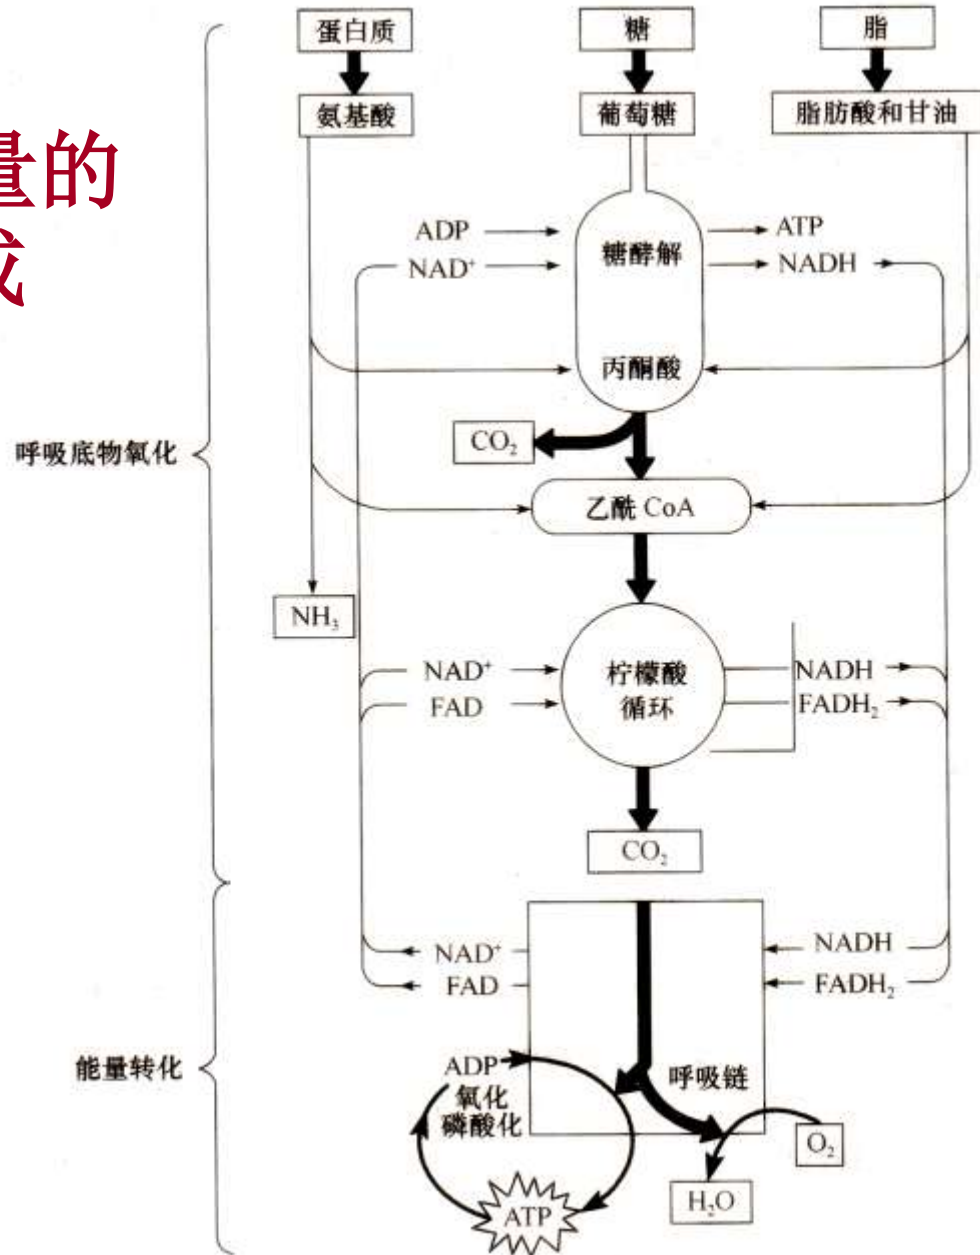 量的
成
蛋白质
糖
脂
氨基酸
葡萄糖
脂肪酸和甘油
ADP
ATP
NAD⁺
糖酵解
NADH
丙酮酸
呼吸底物氧化
CO₂
乙酰 CoA
NH₃
NAD⁺
柠檬酸
循环
NADH
FAD
FADH₂
CO₂
NAD⁺
NADH
FAD
FADH₂
能量转化
ADP
氧化
磷酸化
呼吸链
O₂
ATP
H₂O